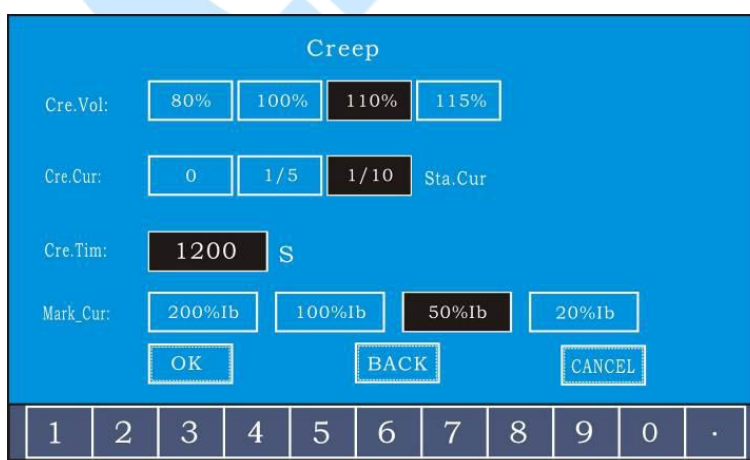 Creep
Cre.Vol: 80% 100% 110% 115%
Cre.Cur: 0 1/5 1/10 Sta.Cur
Cre.Tim: 1200 S
Mark_Cur: 200%Ib 100%Ib 50%Ib 20%Ib
OK BACK CANCEL
1 2 3 4 5 6 7 8 9 0 .